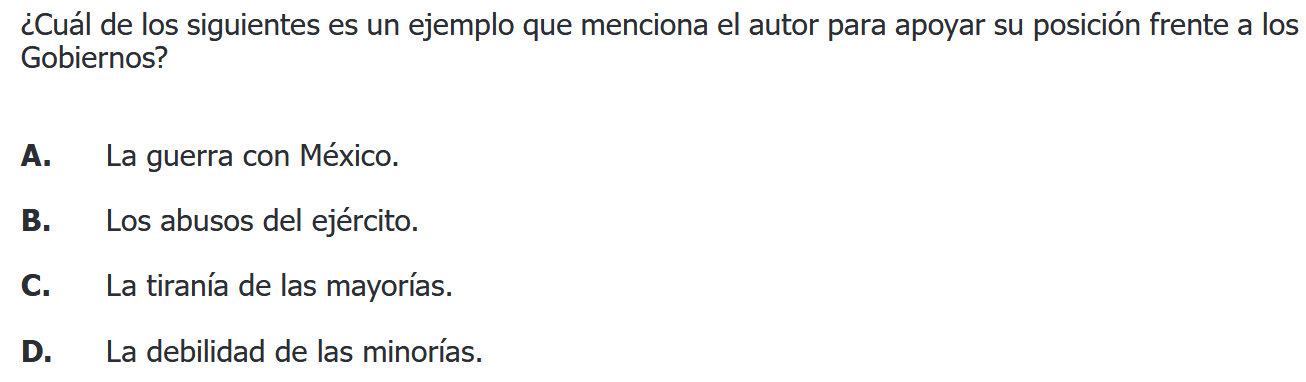 ¿Cuál de los siguientes es un ejemplo que menciona el autor para apoyar su posición frente a los
Gobiernos?
A. La guerra con México.
B. Los abusos del ejército.
C. La tiranía de las mayorías.
D. La debilidad de las minorías.